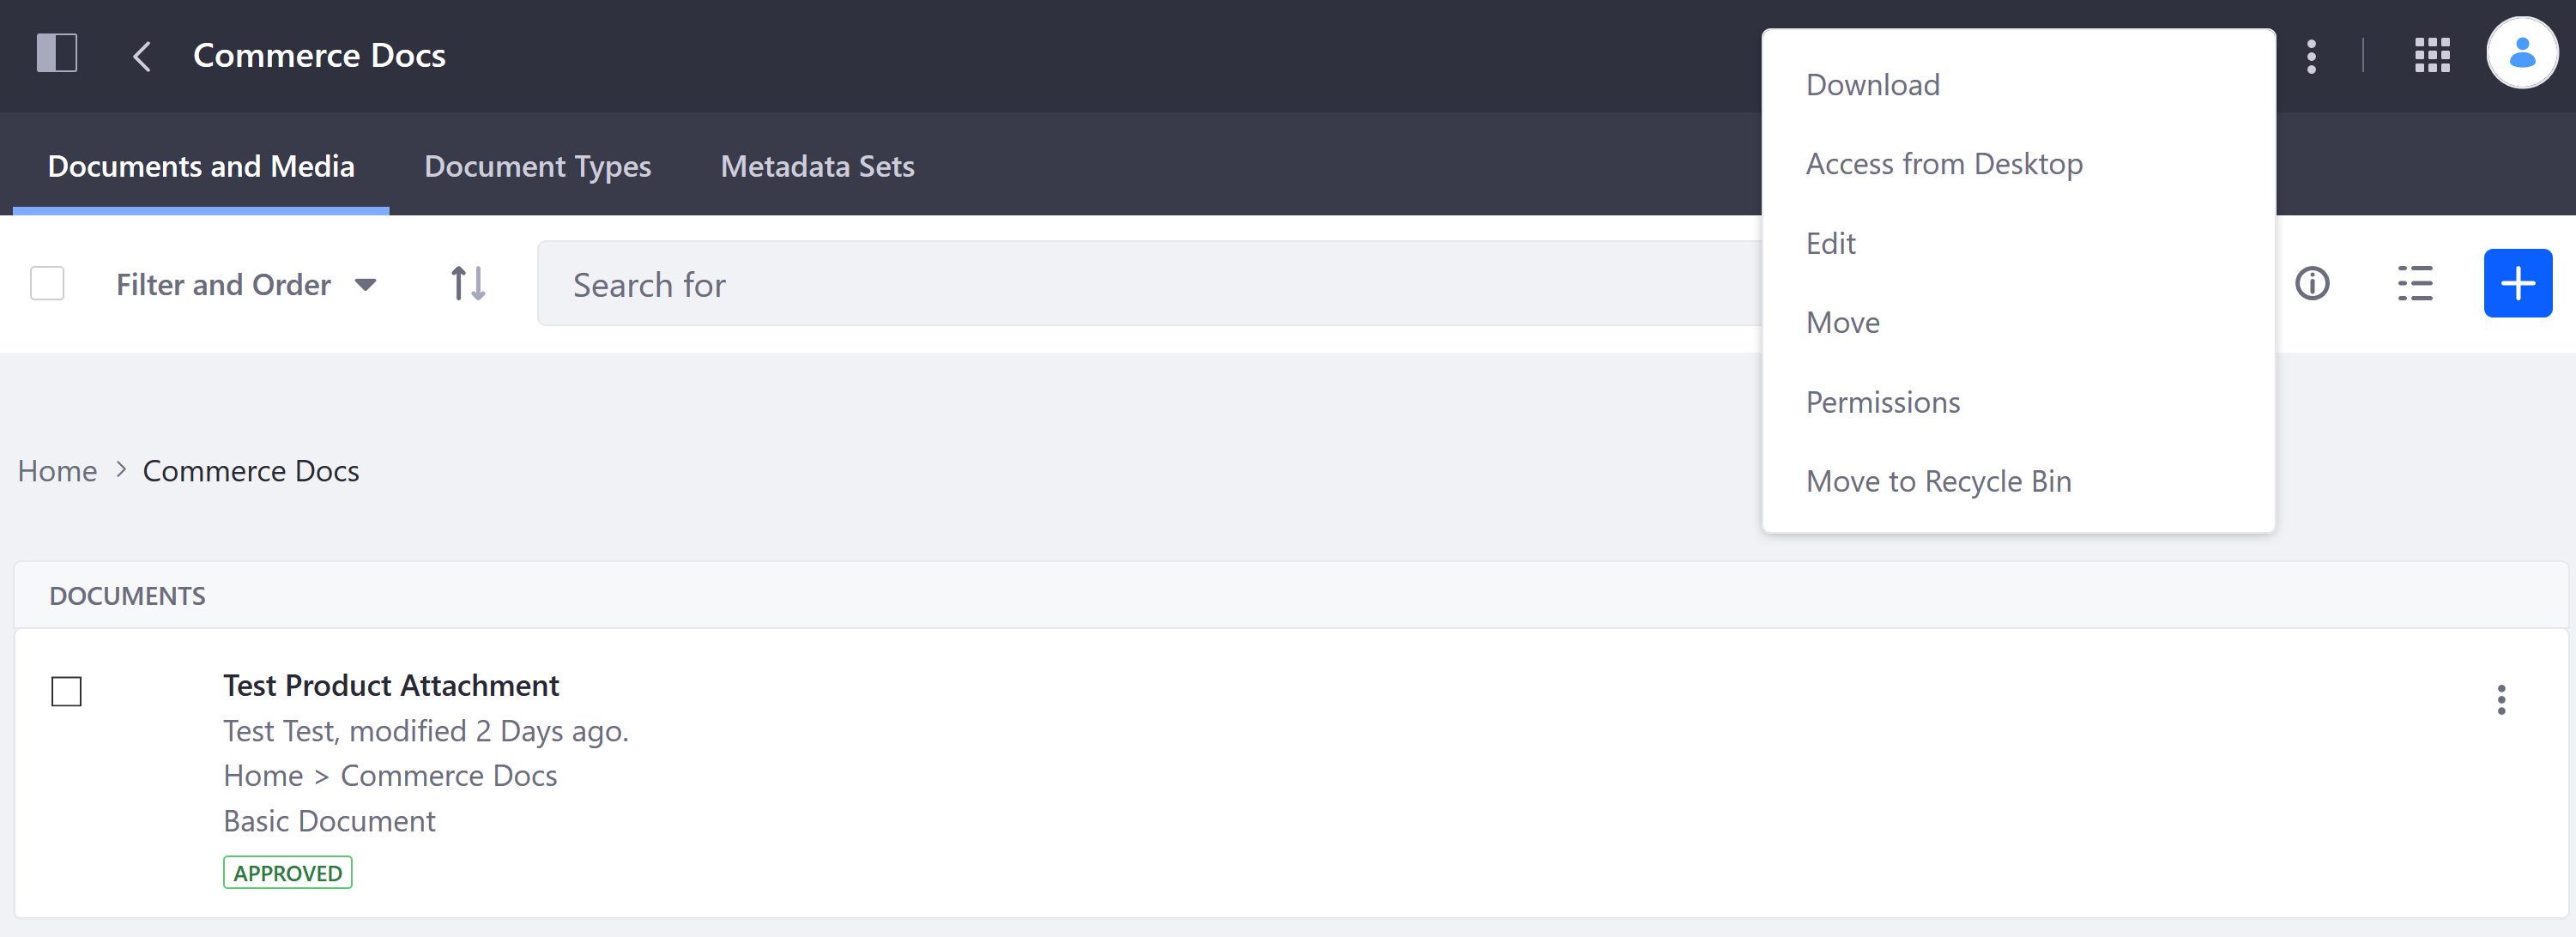 Commerce Docs
Documents and Media
Document Types
Metadata Sets
Filter and Order
Search for
Download
Access from Desktop
Edit
Move
Permissions
Move to Recycle Bin
Home > Commerce Docs
DOCUMENTS
Test Product Attachment
Test Test, modified 2 Days ago.
Home > Commerce Docs
Basic Document
APPROVED